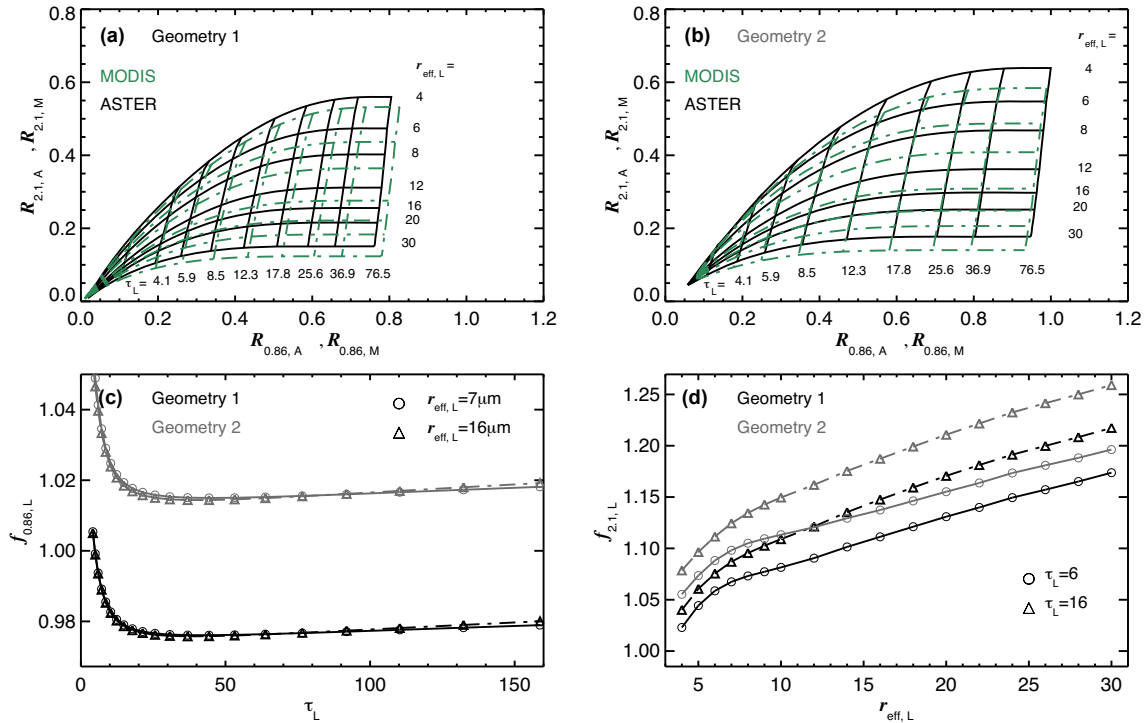 (a) Geometry 1
MODIS
ASTER
r_eff, L =
4
6
8
12
16
20
30
τ_L= 4.1 5.9 8.5 12.3 17.8 25.6 36.9 76.5
0.8
0.6
0.4
0.2
0.0
0.0 0.2 0.4 0.6 0.8 1.0 1.2
R_2.1, A , R_2.1, M
R_0.86, A , R_0.86, M
(b) Geometry 2
MODIS
ASTER
r_eff, L =
4
6
8
12
16
20
30
τ_L= 4.1 5.9 8.5 12.3 17.8 25.6 36.9 76.5
0.8
0.6
0.4
0.2
0.0
0.0 0.2 0.4 0.6 0.8 1.0 1.2
R_2.1, A , R_2.1, M
R_0.86, A , R_0.86, M
(c) Geometry 1
Geometry 2
r_eff, L=7μm
r_eff, L=16μm
1.04
1.02
1.00
0.98
0 50 100 150
f_0.86, L
τ_L
(d)
Geometry 1
Geometry 2
τ_L=6
τ_L=16
1.25
1.20
1.15
1.10
1.05
1.00
5 10 15 20 25 30
f_2.1, L
r_eff, L